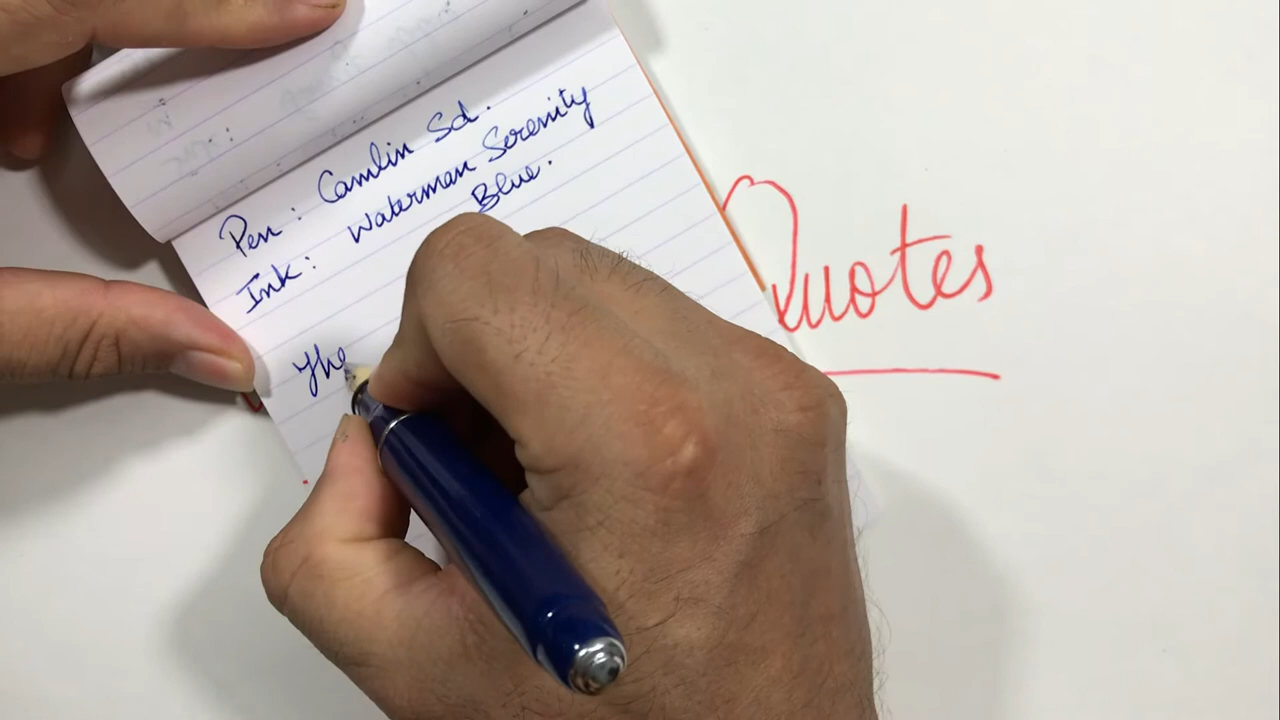 Pen : Camlin Sd.
Ink : Waterman Serenity
Blue.
The
Quotes